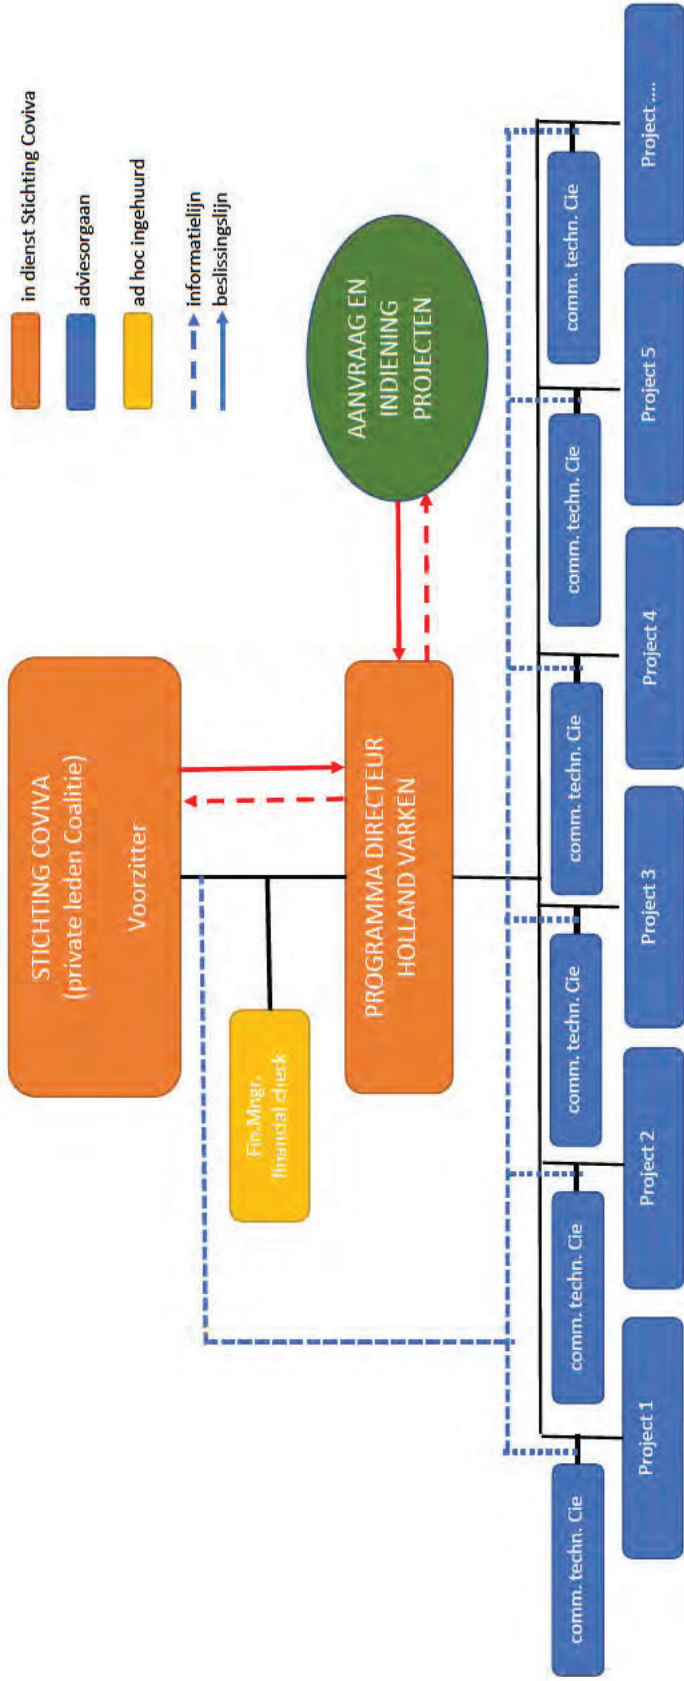 STICHTING COVIVA
(private leden Coalitie)
Voorzitter
in dienst Stichting Coviva
adviesorgaan
ad hoc ingehuurd
informatielijn
beslissingslijn
Fin.Mngr.
financial check
PROGRAMMA DIRECTEUR
HOLLAND VARKEN
AANVRAAG EN
INDIENING
PROJECTEN
comm. techn. Cie
comm. techn. Cie
comm. techn. Cie
comm. techn. Cie
comm. techn. Cie
comm. techn. Cie
Project 1
Project 2
Project 3
Project 4
Project 5
Project ....